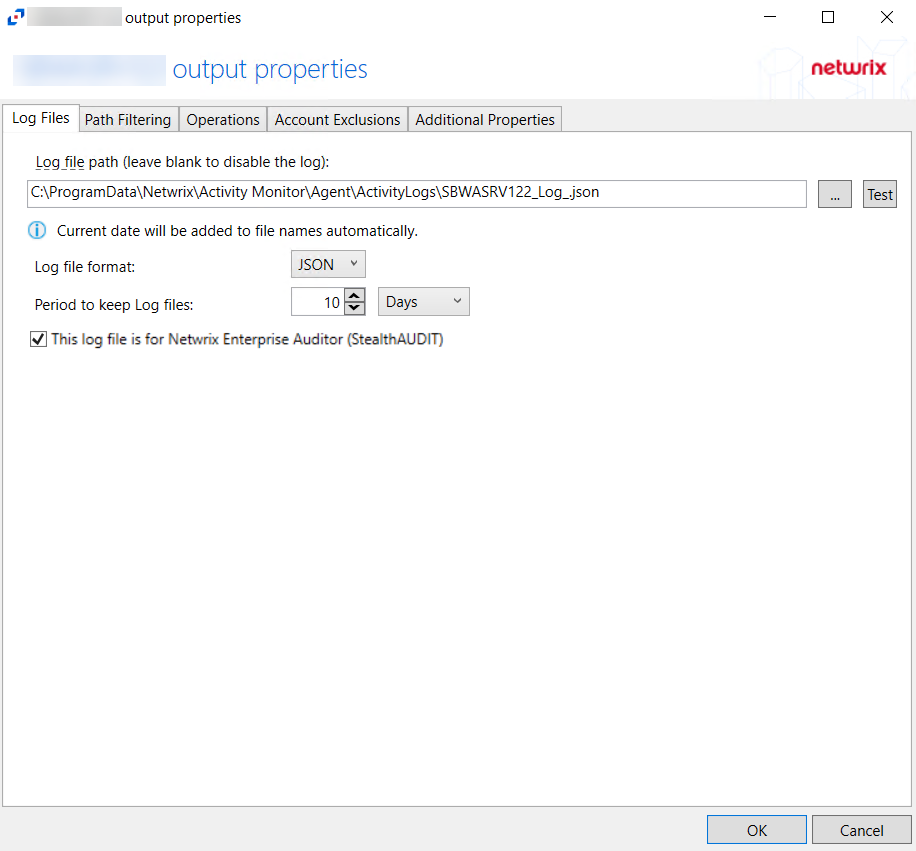 output properties
output properties
netwrix
Log Files Path Filtering Operations Account Exclusions Additional Properties
Log file path (leave blank to disable the log):
C:\ProgramData\Netwrix\Activity Monitor\Agent\ActivityLogs\SBWASRV122_Log_.json ... Test
Current date will be added to file names automatically.
Log file format: JSON
Period to keep Log files: 10 Days
This log file is for Netwrix Enterprise Auditor (StealthAUDIT)
OK Cancel